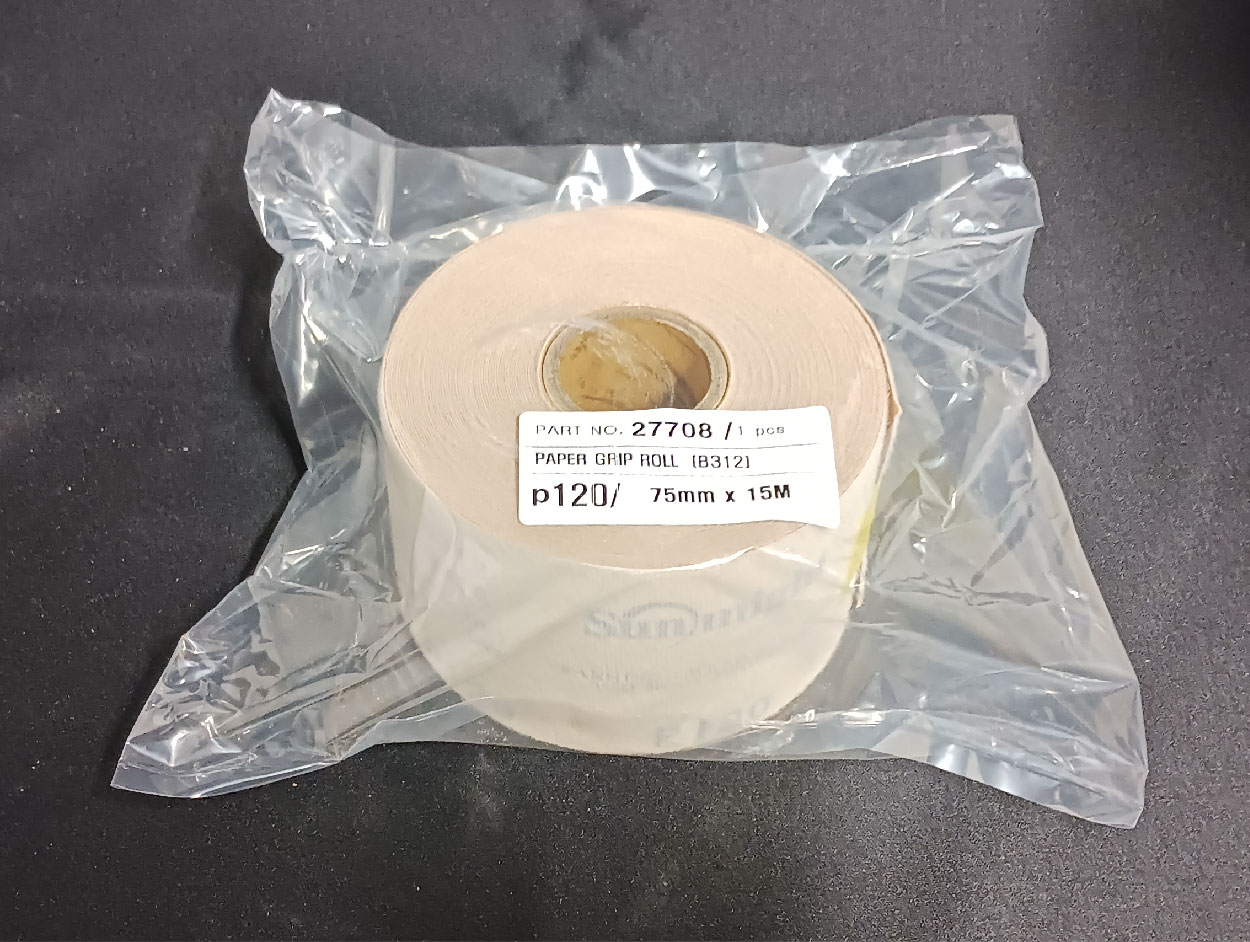 PART NO. 27708 / 1 pcs
PAPER GRIP ROLL [B312]
p120/ 75mm x 15M